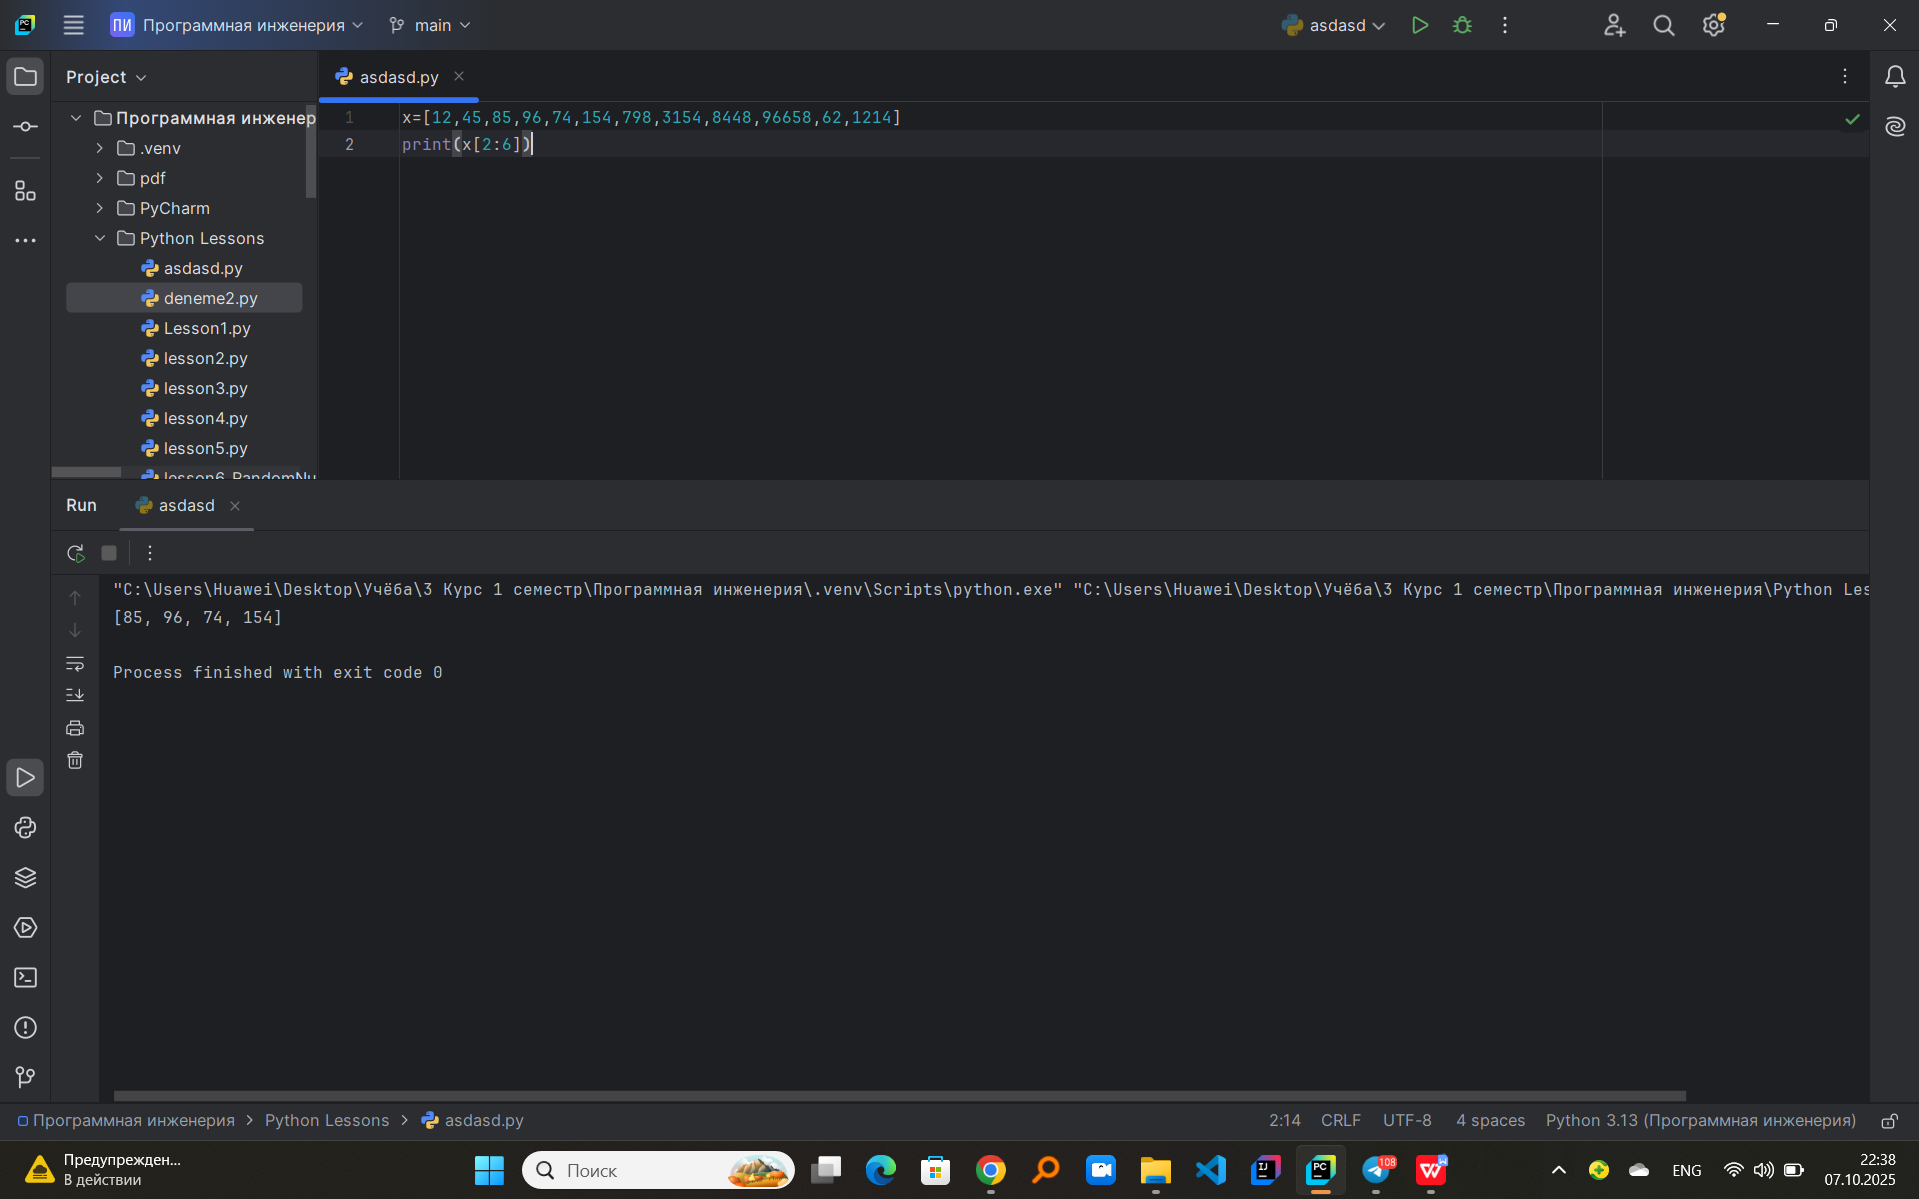 ПИ Программная инженерия main asdasd
Project asdasd.py
Программная инженер
.venv
pdf
PyCharm
Python Lessons
asdasd.py
deneme2.py
Lesson1.py
lesson2.py
lesson3.py
lesson4.py
lesson5.py
lesson6_RandomNu
1 x=[12,45,85,96,74,154,798,3154,8448,96658,62,1214]
2 print(x[2:6])
Run asdasd
"C:\Users\Huawei\Desktop\Учёба\3 Курс 1 семестр\Программная инженерия\.venv\Scripts\python.exe" "C:\Users\Huawei\Desktop\Учёба\3 Курс 1 семестр\Программная инженерия\Python Les
[85, 96, 74, 154]
Process finished with exit code 0
Программная инженерия > Python Lessons > asdasd.py 2:14 CRLF UTF-8 4 spaces Python 3.13 (Программная инженерия)
Предупрежден...
В действии
Поиск
108
ENG
22:38
07.10.2025